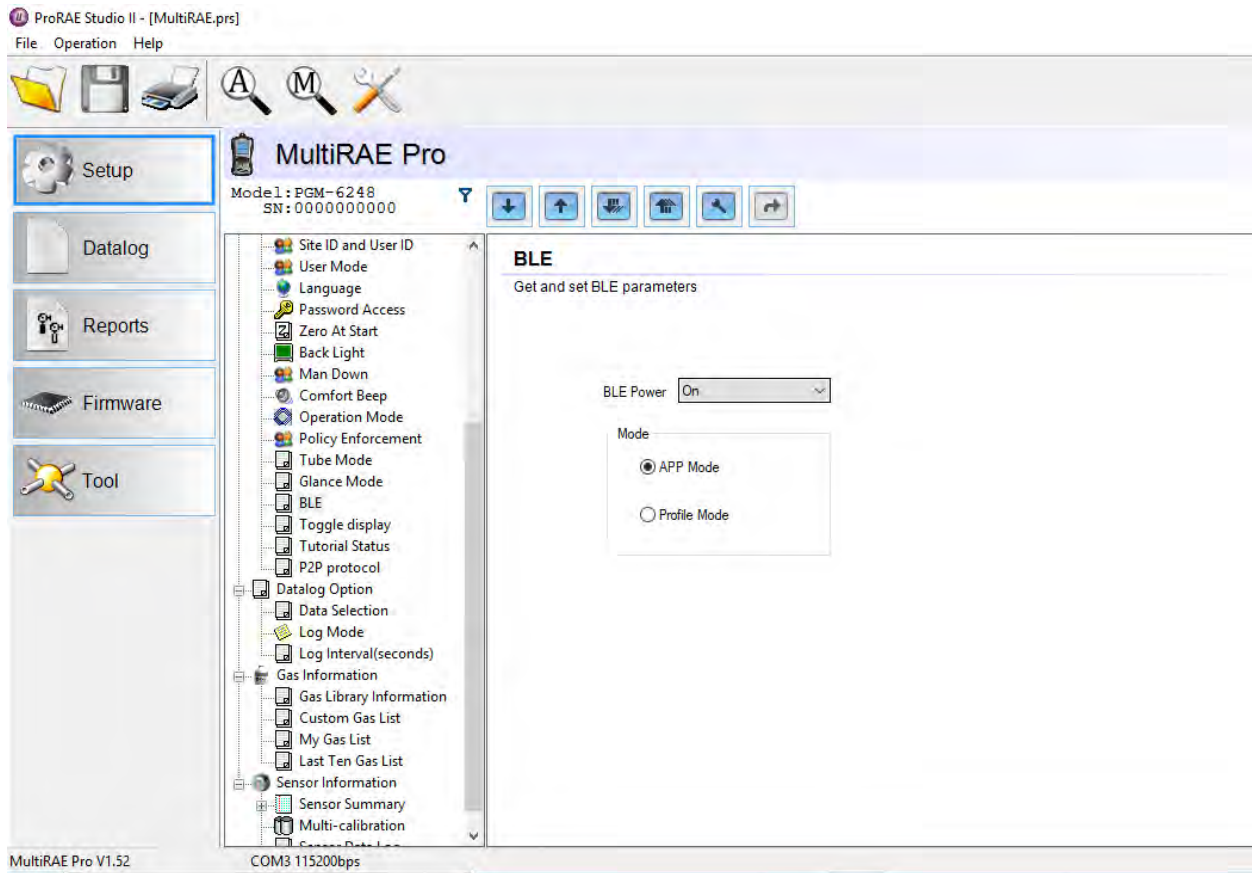 ProRAE Studio II - [MultiRAE.prs]
File Operation Help
A M
Setup
Datalog
Reports
Firmware
Tool
MultiRAE Pro
Model:PGM-6248
SN:0000000000
Site ID and User ID
User Mode
Language
Password Access
Zero At Start
Back Light
Man Down
Comfort Beep
Operation Mode
Policy Enforcement
Tube Mode
Glance Mode
BLE
Toggle display
Tutorial Status
P2P protocol
Datalog Option
Data Selection
Log Mode
Log Interval(seconds)
Gas Information
Gas Library Information
Custom Gas List
My Gas List
Last Ten Gas List
Sensor Information
Sensor Summary
Multi-calibration
BLE
Get and set BLE parameters
BLE Power On
Mode
APP Mode
Profile Mode
MultiRAE Pro V1.52 COM3 115200bps